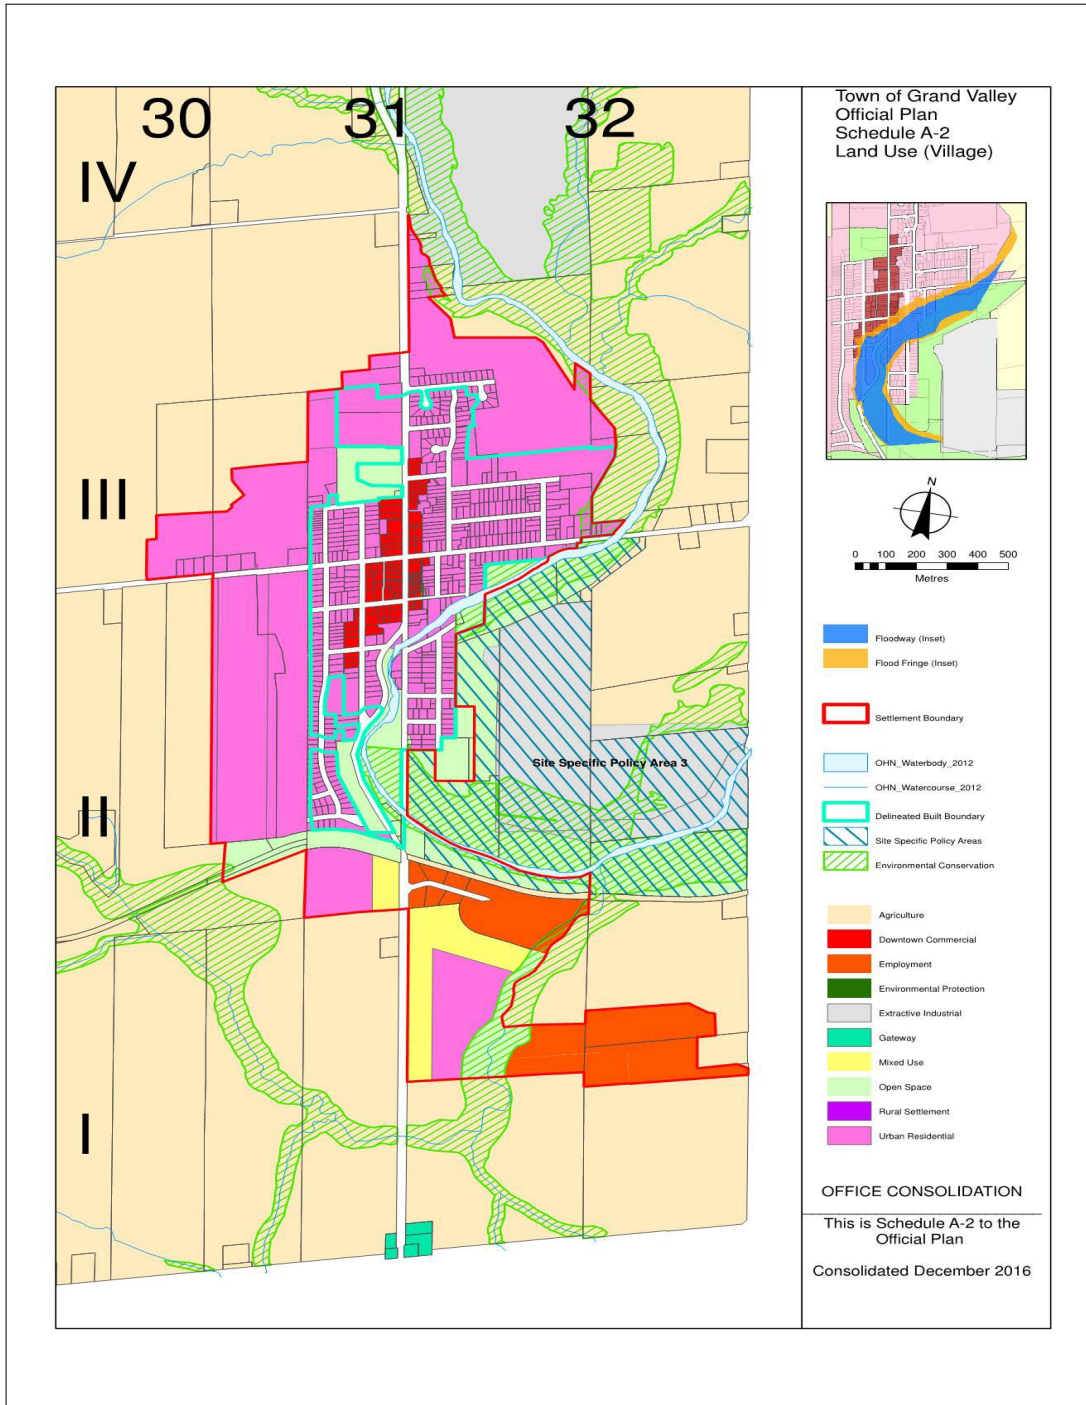 30
31
32
IV
III
II
I
Site Specific Policy Area 3
Town of Grand Valley
Official Plan
Schedule A-2
Land Use (Village)
N
0 100 200 300 400 500
Metres
Floodway (Inset)
Flood Fringe (Inset)
Settlement Boundary
OHN_Waterbody_2012
OHN_Watercourse_2012
Delineated Built Boundary
Site Specific Policy Areas
Environmental Conservation
Agriculture
Downtown Commercial
Employment
Environmental Protection
Extractive Industrial
Gateway
Mixed Use
Open Space
Rural Settlement
Urban Residential
OFFICE CONSOLIDATION
This is Schedule A-2 to the
Official Plan
Consolidated December 2016